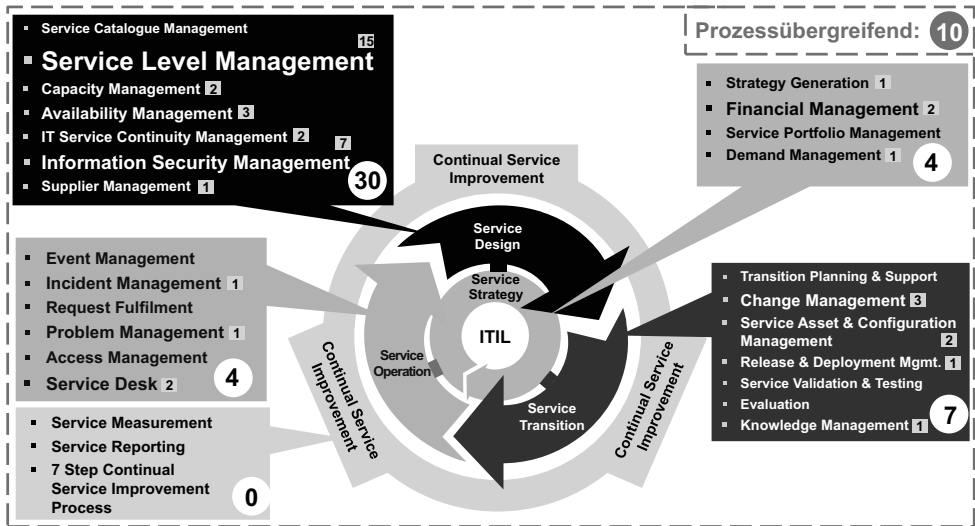 Service Catalogue Management
Service Level Management 15
Capacity Management 2
Availability Management 3
IT Service Continuity Management 2
Information Security Management 7
Supplier Management 1
30
Prozessübergreifend: 10
Strategy Generation 1
Financial Management 2
Service Portfolio Management
Demand Management 1
4
Continual Service
Improvement
Service
Design
Service
Strategy
ITIL
Service
Operation
Service
Transition
Continual Service
Improvement
Continual Service
Improvement
Event Management
Incident Management 1
Request Fulfilment
Problem Management 1
Access Management
Service Desk 2
4
Transition Planning & Support
Change Management 3
Service Asset & Configuration
Management 2
Release & Deployment Mgmt. 1
Service Validation & Testing
Evaluation
Knowledge Management 1
7
Service Measurement
Service Reporting
7 Step Continual
Service Improvement
Process
0